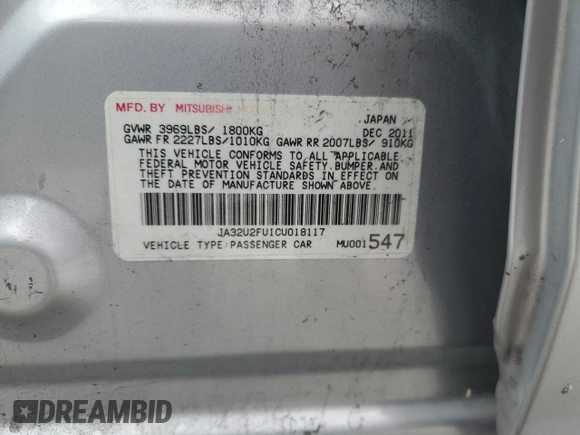 MFD. BY MITSUBISHI
JAPAN
GVWR 3969LBS/ 1800KG DEC 2011
GAWR FR 2227LBS/1010KG GAWR RR 2007LBS/ 910KG
THIS VEHICLE CONFORMS TO ALL APPLICABLE
FEDERAL MOTOR VEHICLE SAFETY, BUMPER, AND
THEFT PREVENTION STANDARDS IN EFFECT ON
THE DATE OF MANUFACTURE SHOWN ABOVE.
JA32U2FU1CU018117
VEHICLE TYPE:PASSENGER CAR MU001547
DREAMBID